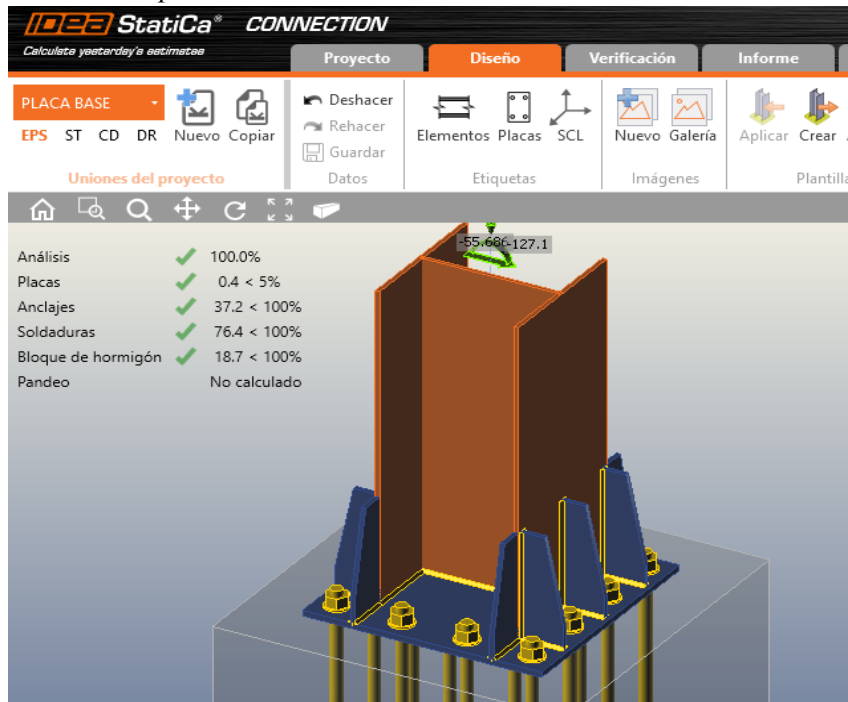 IDEA StatiCa® CONNECTION
Calculate yesterday's estimates
Proyecto Diseño Verificación Informe
PLACA BASE
EPS ST CD DR Nuevo Copiar
Deshacer
Rehacer
Guardar
Elementos Placas SCL
Nuevo Galería
Aplicar Crear
Uniones del proyecto Datos Etiquetas Imágenes Plantilla
-55.686 -127.1
Análisis 100.0%
Placas 0.4 < 5%
Anclajes 37.2 < 100%
Soldaduras 76.4 < 100%
Bloque de hormigón 18.7 < 100%
Pandeo No calculado